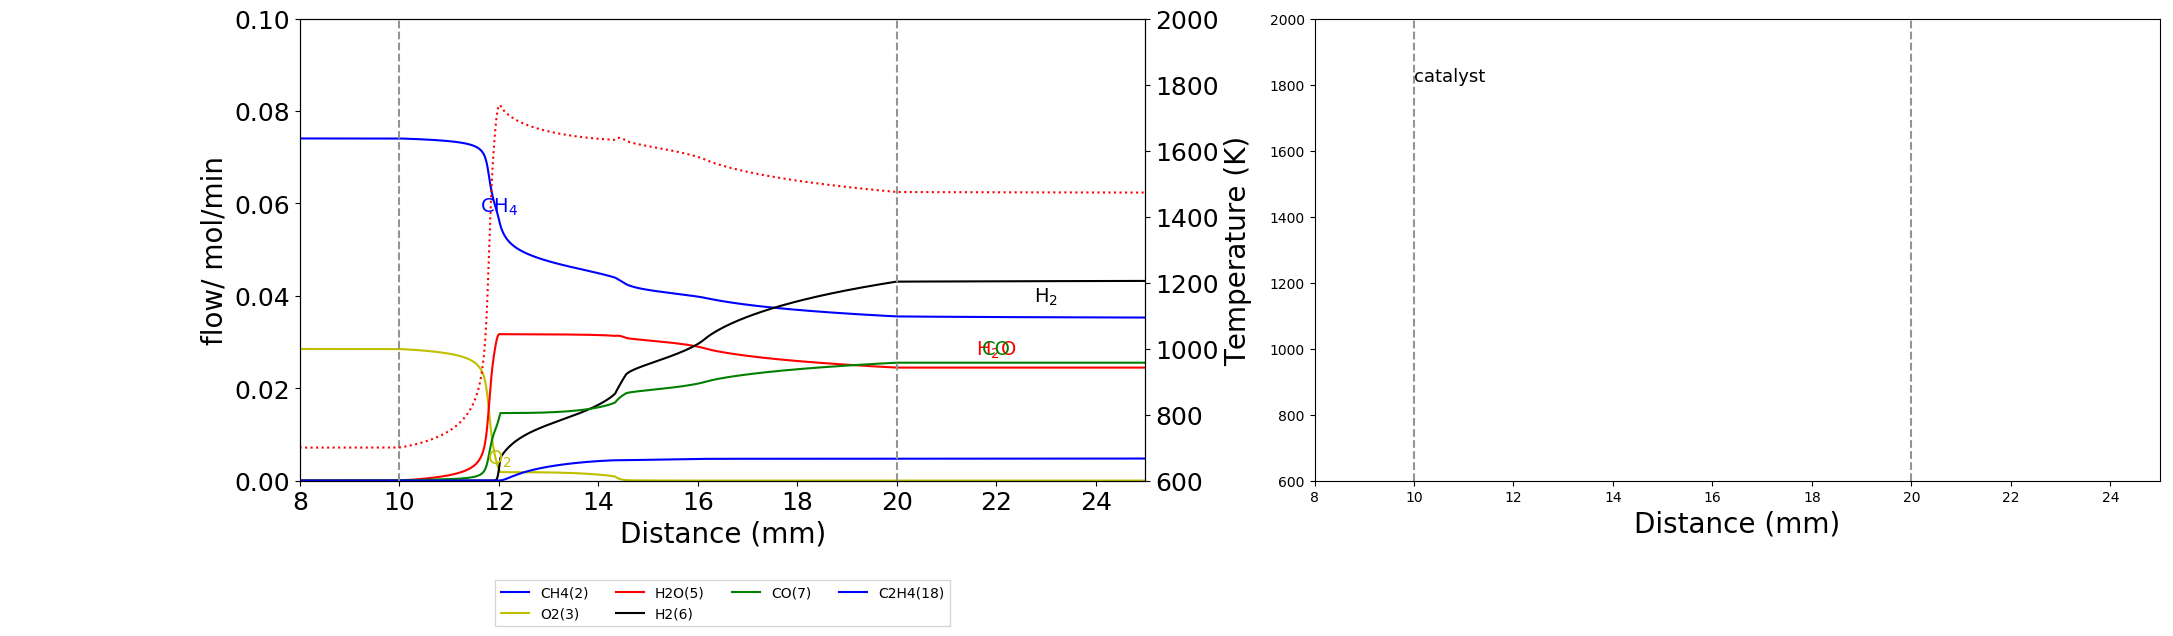 0.10
0.08
0.06
0.04
0.02
0.00
flow/ mol/min
8 10 12 14 16 18 20 22 24
Distance (mm)
2000
1800
1600
1400
1200
1000
800
600
Temperature (K)
CH₄
O₂
H₂
H₂O
CO
CH4(2) H2O(5) CO(7) C2H4(18)
O2(3) H2(6)
2000
1800
1600
1400
1200
1000
800
600
catalyst
8 10 12 14 16 18 20 22 24
Distance (mm)